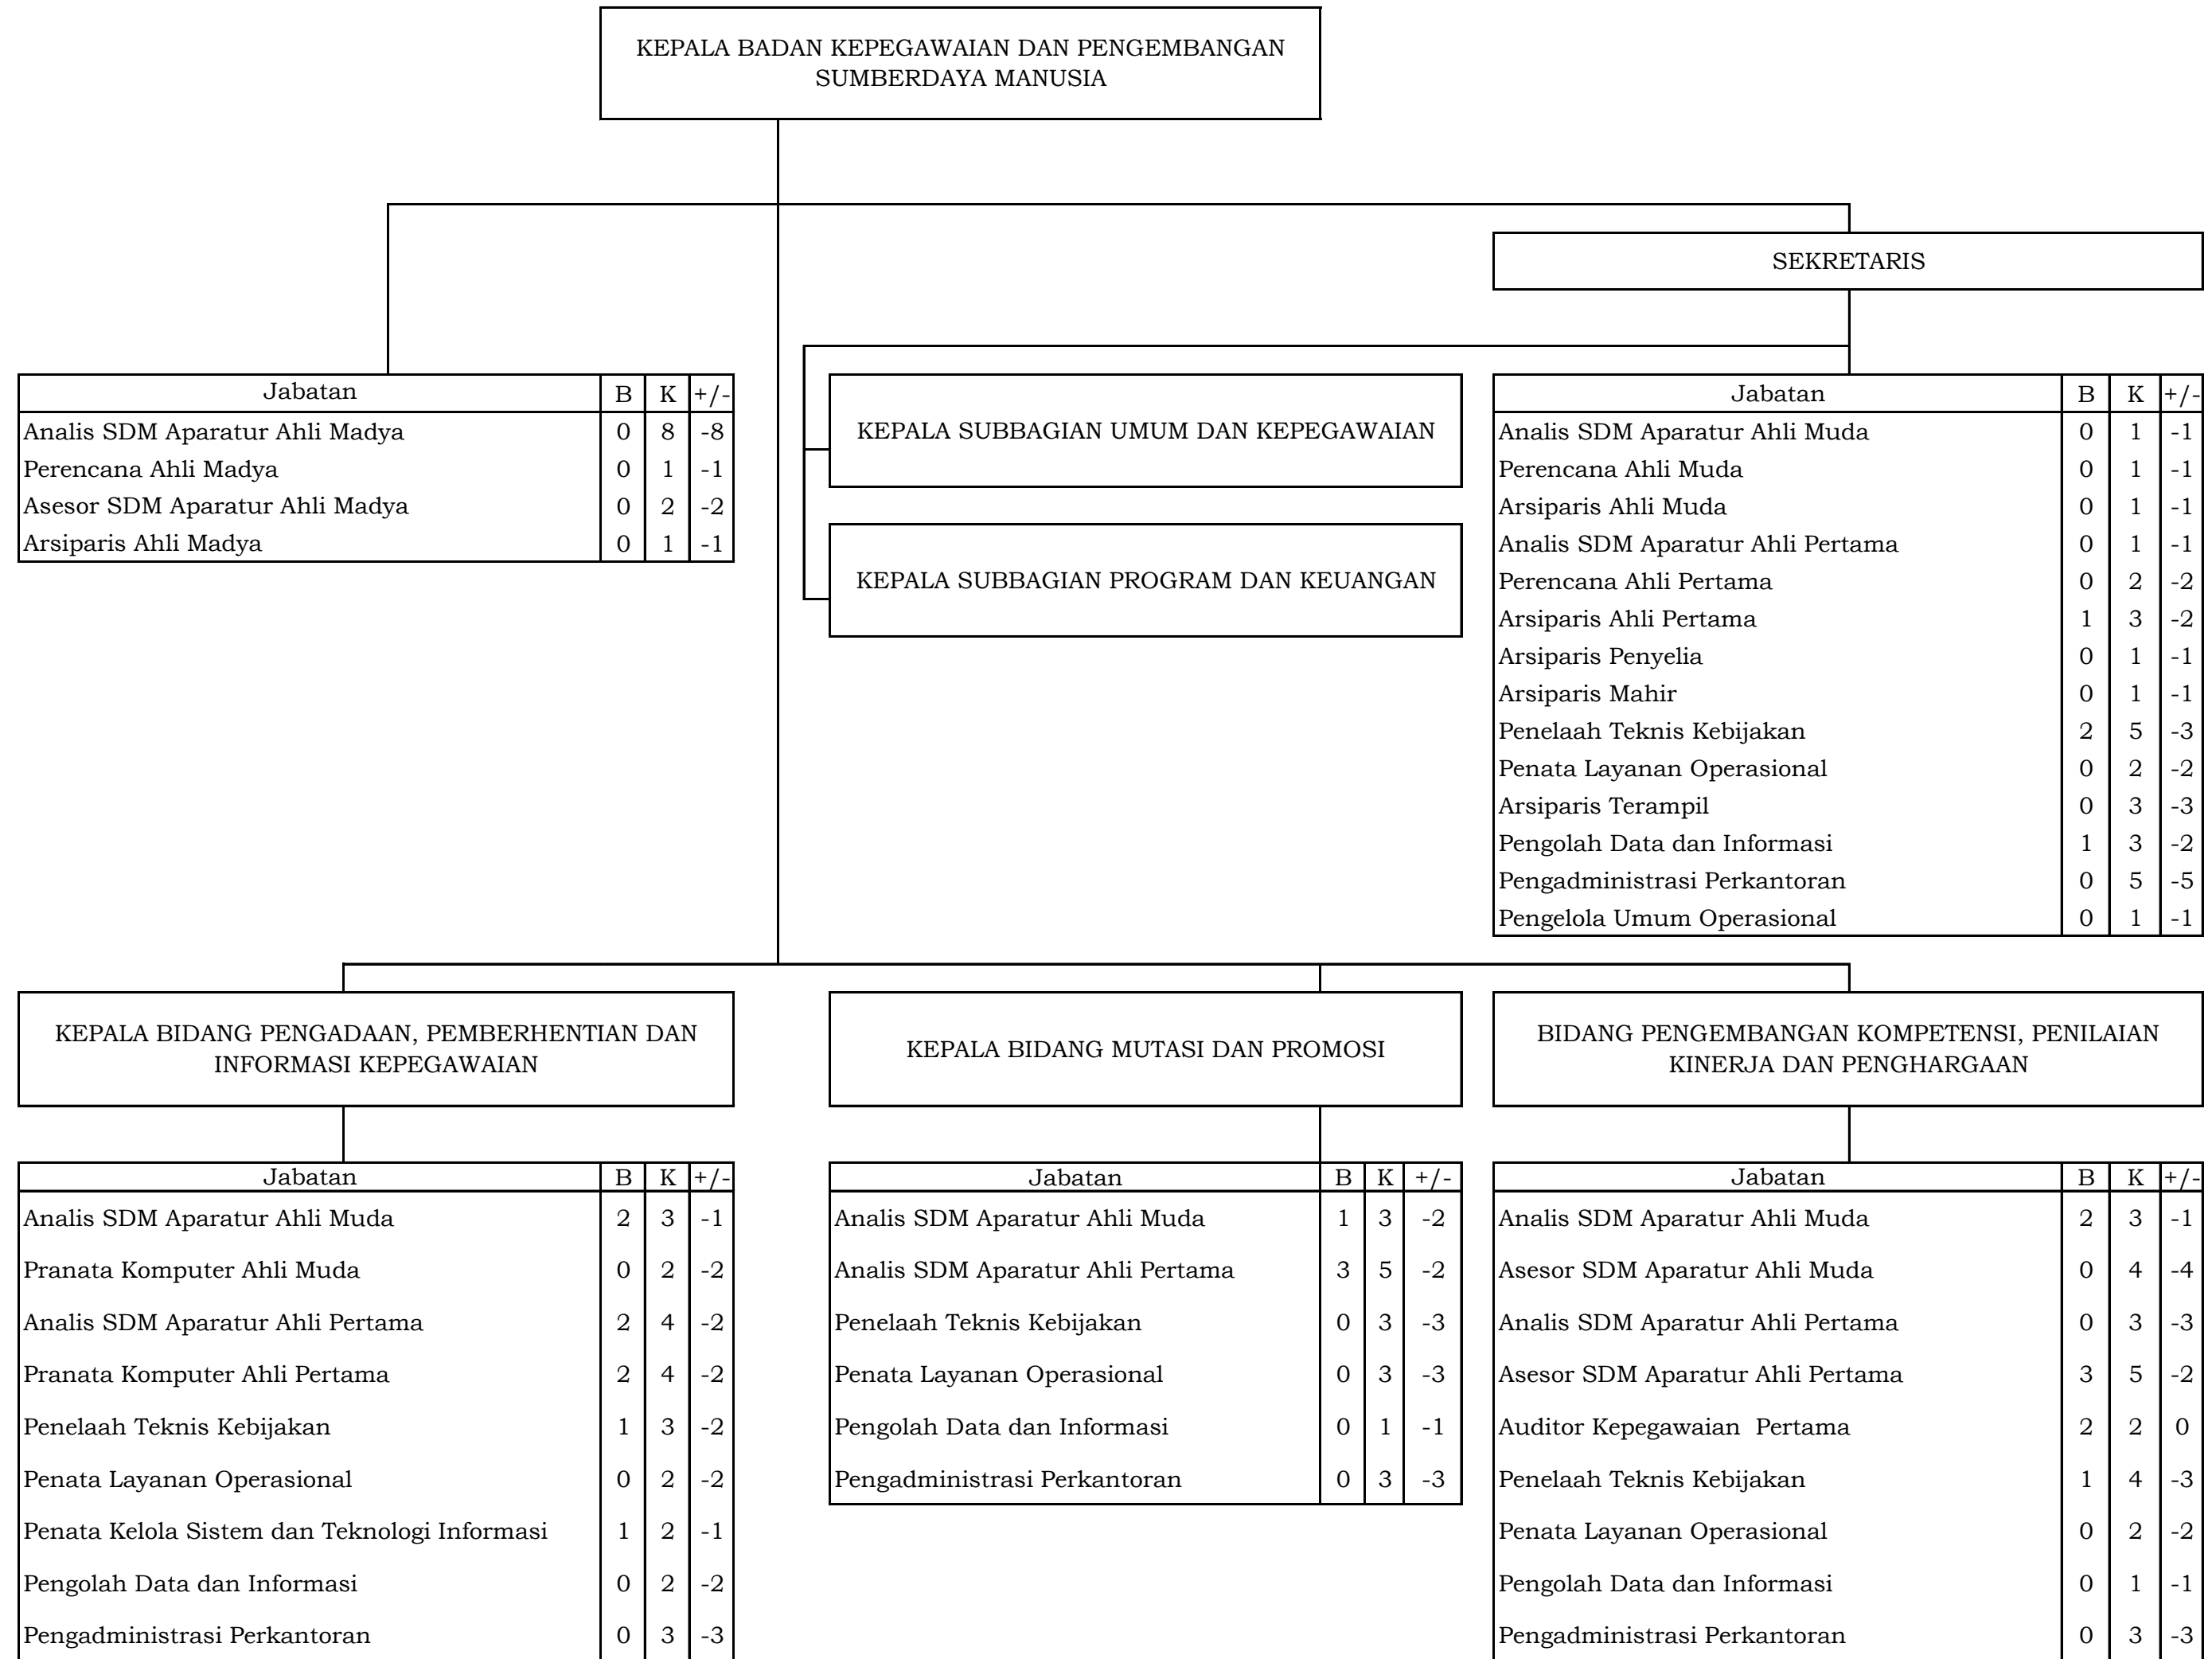 KEPALA BADAN KEPEGAWAIAN DAN PENGEMBANGAN
SUMBERDAYA MANUSIA
SEKRETARIS
Jabatan B K +/-
Analis SDM Aparatur Ahli Madya 0 8 -8
Perencana Ahli Madya 0 1 -1
Asesor SDM Aparatur Ahli Madya 0 2 -2
Arsiparis Ahli Madya 0 1 -1
KEPALA SUBBAGIAN UMUM DAN KEPEGAWAIAN
KEPALA SUBBAGIAN PROGRAM DAN KEUANGAN
Jabatan B K +/-
Analis SDM Aparatur Ahli Muda 0 1 -1
Perencana Ahli Muda 0 1 -1
Arsiparis Ahli Muda 0 1 -1
Analis SDM Aparatur Ahli Pertama 0 1 -1
Perencana Ahli Pertama 0 2 -2
Arsiparis Ahli Pertama 1 3 -2
Arsiparis Penyelia 0 1 -1
Arsiparis Mahir 0 1 -1
Penelaah Teknis Kebijakan 2 5 -3
Penata Layanan Operasional 0 2 -2
Arsiparis Terampil 0 3 -3
Pengolah Data dan Informasi 1 3 -2
Pengadministrasi Perkantoran 0 5 -5
Pengelola Umum Operasional 0 1 -1
KEPALA BIDANG PENGADAAN, PEMBERHENTIAN DAN
INFORMASI KEPEGAWAIAN
Jabatan B K +/-
Analis SDM Aparatur Ahli Muda 2 3 -1
Pranata Komputer Ahli Muda 0 2 -2
Analis SDM Aparatur Ahli Pertama 2 4 -2
Pranata Komputer Ahli Pertama 2 4 -2
Penelaah Teknis Kebijakan 1 3 -2
Penata Layanan Operasional 0 2 -2
Penata Kelola Sistem dan Teknologi Informasi 1 2 -1
Pengolah Data dan Informasi 0 2 -2
Pengadministrasi Perkantoran 0 3 -3
KEPALA BIDANG MUTASI DAN PROMOSI
Jabatan B K +/-
Analis SDM Aparatur Ahli Muda 1 3 -2
Analis SDM Aparatur Ahli Pertama 3 5 -2
Penelaah Teknis Kebijakan 0 3 -3
Penata Layanan Operasional 0 3 -3
Pengolah Data dan Informasi 0 1 -1
Pengadministrasi Perkantoran 0 3 -3
BIDANG PENGEMBANGAN KOMPETENSI, PENILAIAN
KINERJA DAN PENGHARGAAN
Jabatan B K +/-
Analis SDM Aparatur Ahli Muda 2 3 -1
Asesor SDM Aparatur Ahli Muda 0 4 -4
Analis SDM Aparatur Ahli Pertama 0 3 -3
Asesor SDM Aparatur Ahli Pertama 3 5 -2
Auditor Kepegawaian  Pertama 2 2 0
Penelaah Teknis Kebijakan 1 4 -3
Penata Layanan Operasional 0 2 -2
Pengolah Data dan Informasi 0 1 -1
Pengadministrasi Perkantoran 0 3 -3